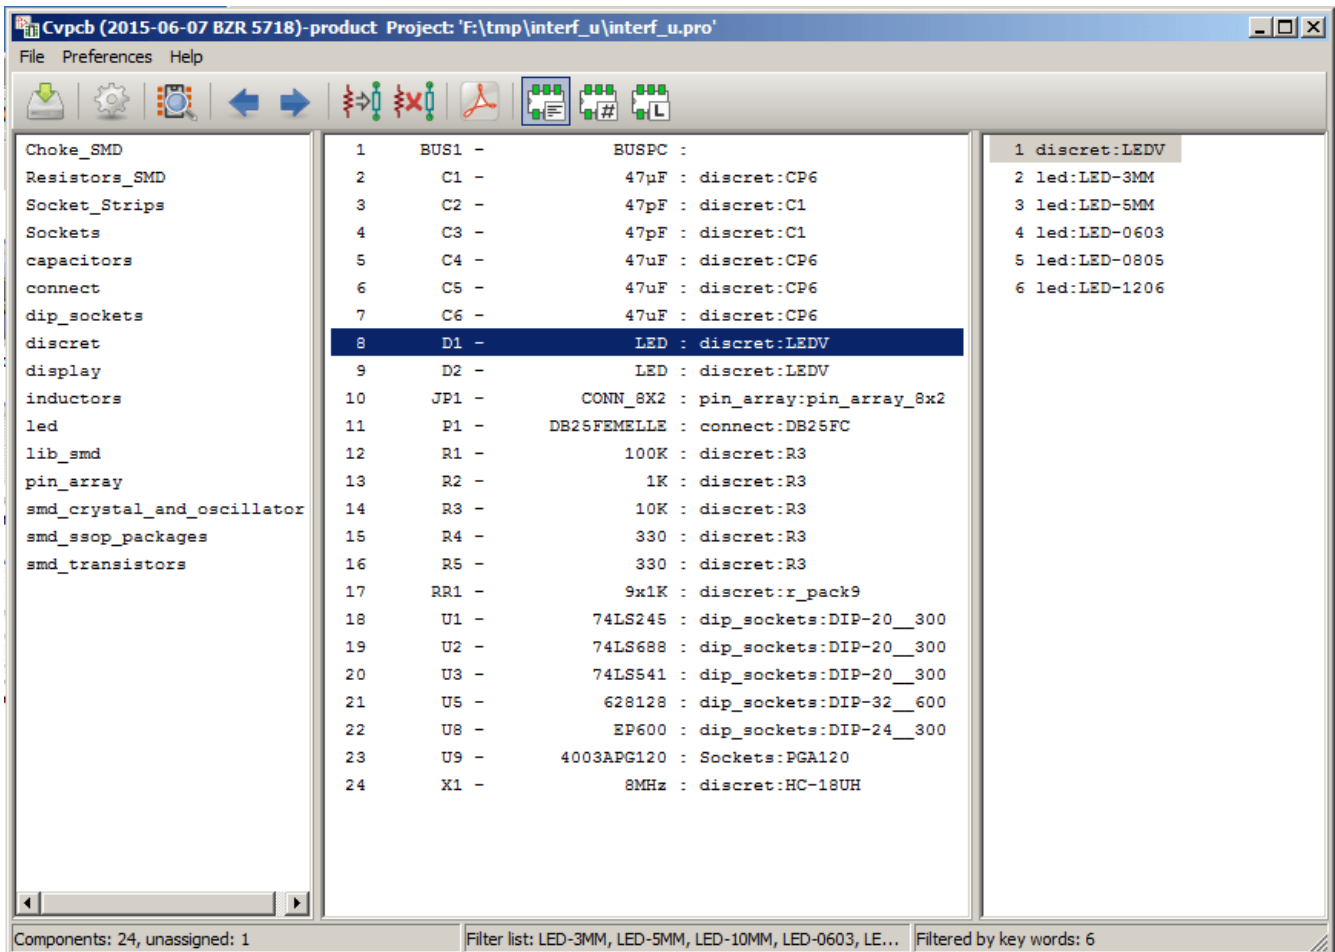 Cvpcb (2015-06-07 BZR 5718)-product Project: 'F:\tmp\interf_u\interf_u.pro'
File Preferences Help
Choke_SMD
Resistors_SMD
Socket_Strips
Sockets
capacitors
connect
dip_sockets
discret
display
inductors
led
lib_smd
pin_array
smd_crystal_and_oscillator
smd_ssop_packages
smd_transistors
1 BUS1 - BUSPC :
2 C1 - 47µF : discret:CP6
3 C2 - 47pF : discret:C1
4 C3 - 47pF : discret:C1
5 C4 - 47uF : discret:CP6
6 C5 - 47uF : discret:CP6
7 C6 - 47uF : discret:CP6
8 D1 - LED : discret:LEDV
9 D2 - LED : discret:LEDV
10 JP1 - CONN_8X2 : pin_array:pin_array_8x2
11 P1 - DB25FEMELLE : connect:DB25FC
12 R1 - 100K : discret:R3
13 R2 - 1K : discret:R3
14 R3 - 10K : discret:R3
15 R4 - 330 : discret:R3
16 R5 - 330 : discret:R3
17 RR1 - 9x1K : discret:r_pack9
18 U1 - 74LS245 : dip_sockets:DIP-20__300
19 U2 - 74LS688 : dip_sockets:DIP-20__300
20 U3 - 74LS541 : dip_sockets:DIP-20__300
21 U5 - 628128 : dip_sockets:DIP-32__600
22 U8 - EP600 : dip_sockets:DIP-24__300
23 U9 - 4003APG120 : Sockets:PGA120
24 X1 - 8MHz : discret:HC-18UH
1 discret:LEDV
2 led:LED-3MM
3 led:LED-5MM
4 led:LED-0603
5 led:LED-0805
6 led:LED-1206
Components: 24, unassigned: 1
Filter list: LED-3MM, LED-5MM, LED-10MM, LED-0603, LE...
Filtered by key words: 6